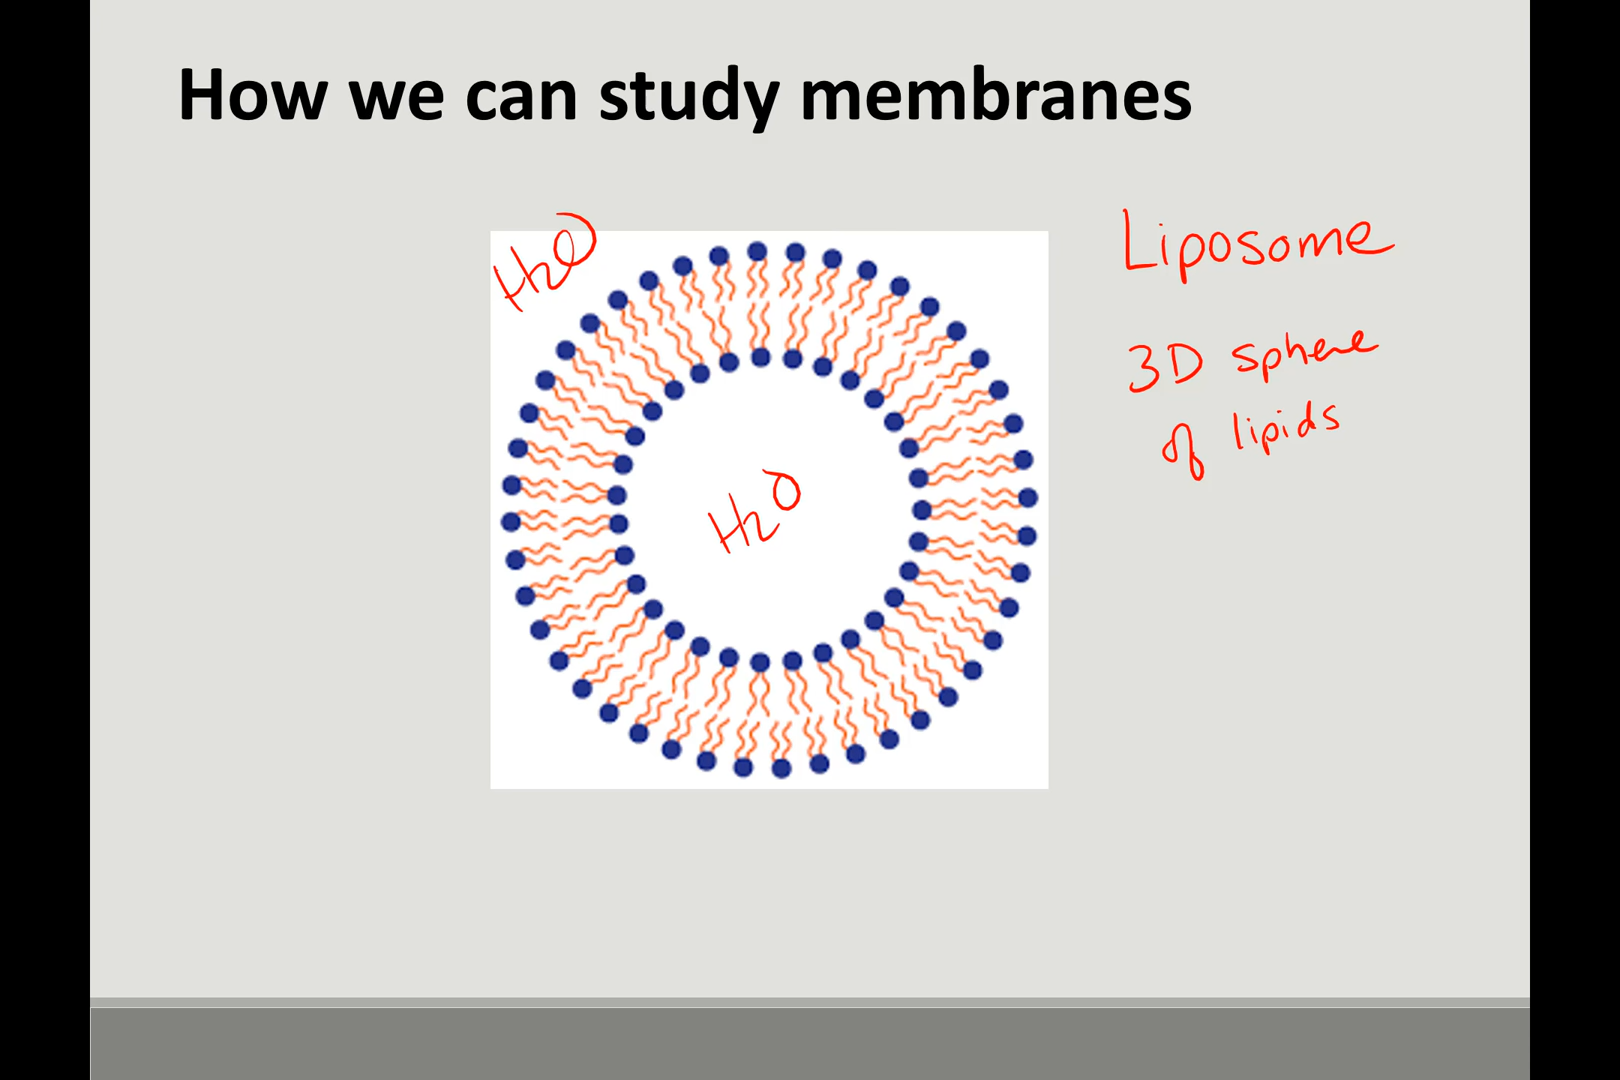 How we can study membranes
H2O
Liposome
3D sphere
of lipids
H2O